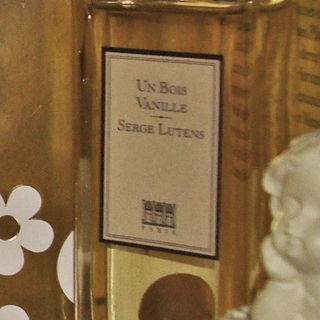 Un Bois
Vanille
Serge Lutens
PARIS